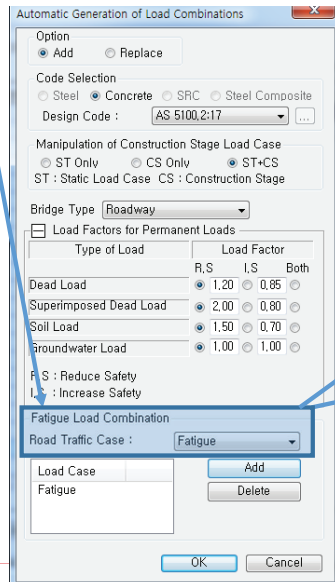 Automatic Generation of Load Combinations
Option
Add Replace
Code Selection
Steel Concrete SRC Steel Composite
Design Code : AS 5100,2:17 ...
Manipulation of Construction Stage Load Case
ST Only CS Only ST+CS
ST : Static Load Case CS : Construction Stage
Bridge Type Roadway
Load Factors for Permanent Loads
Type of Load Load Factor
R,S I,S Both
Dead Load 1,20 0,85
Superimposed Dead Load 2,00 0,80
Soil Load 1,50 0,70
Groundwater Load 1,00 1,00
R,S : Reduce Safety
I,S : Increase Safety
Fatigue Load Combination
Road Traffic Case : Fatigue
Load Case Add
Fatigue Delete
OK Cancel